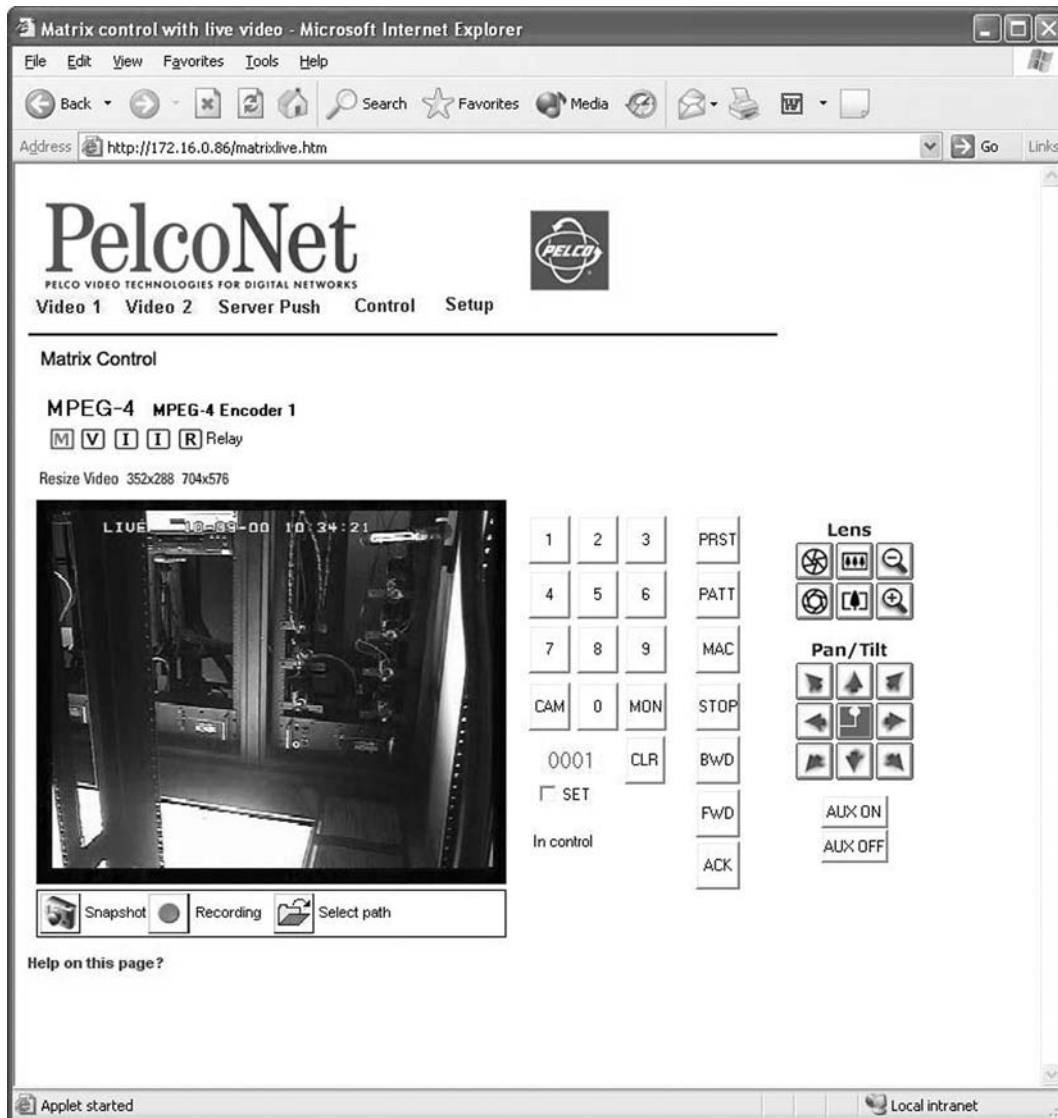 Matrix control with live video - Microsoft Internet Explorer
File Edit View Favorites Tools Help
Back Search Favorites Media
Address http://172.16.0.86/matrixlive.htm Go Links
PelcoNet
PELCO
PELCO VIDEO TECHNOLOGIES FOR DIGITAL NETWORKS
Video 1 Video 2 Server Push Control Setup
Matrix Control
MPEG-4 MPEG-4 Encoder 1
M V I I R Relay
Resize Video 352x288 704x576
LIVE 10:34:21
1 2 3 PRST
Lens
4 5 6 PATT
7 8 9 MAC
Pan/Tilt
CAM 0 MON STOP
0001 CLR BWD
SET
FWD
AUX ON
In control
AUX OFF
ACK
Snapshot Recording Select path
Help on this page?
Applet started Local intranet